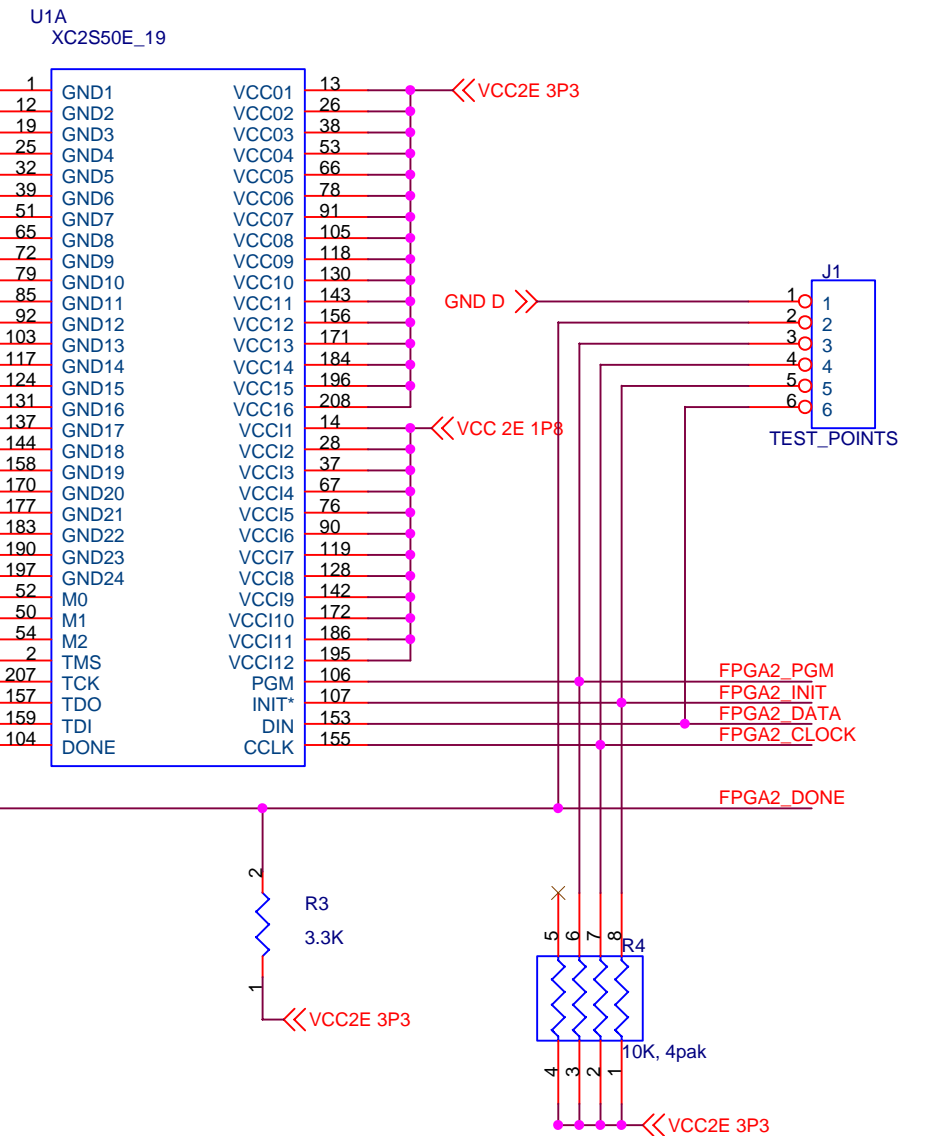 U1A
XC2S50E_19
1 GND1 VCC01 13 VCC2E 3P3
12 GND2 VCC02 26
19 GND3 VCC03 38
25 GND4 VCC04 53
32 GND5 VCC05 66
39 GND6 VCC06 78
51 GND7 VCC07 91
65 GND8 VCC08 105
72 GND9 VCC09 118
79 GND10 VCC10 130
85 GND11 VCC11 143
92 GND12 VCC12 156
103 GND13 VCC13 171
117 GND14 VCC14 184
124 GND15 VCC15 196
131 GND16 VCC16 208
137 GND17 VCCI1 14 VCC 2E 1P8
144 GND18 VCCI2 28
158 GND19 VCCI3 37
170 GND20 VCCI4 67
177 GND21 VCCI5 76
183 GND22 VCCI6 90
190 GND23 VCCI7 119
197 GND24 VCCI8 128
52 M0 VCCI9 142
50 M1 VCCI10 172
54 M2 VCCI11 186
2 TMS VCCI12 195
207 TCK PGM 106
157 TDO INIT* 107
159 TDI DIN 153
104 DONE CCLK 155
J1
GND D 1 1
2 2
3 3
4 4
5 5
6 6
TEST_POINTS
FPGA2_PGM
FPGA2_INIT
FPGA2_DATA
FPGA2_CLOCK
FPGA2_DONE
2
R3
3.3K
1
VCC2E 3P3
5 6 7 8
R4
10K, 4pak
4 3 2 1
VCC2E 3P3